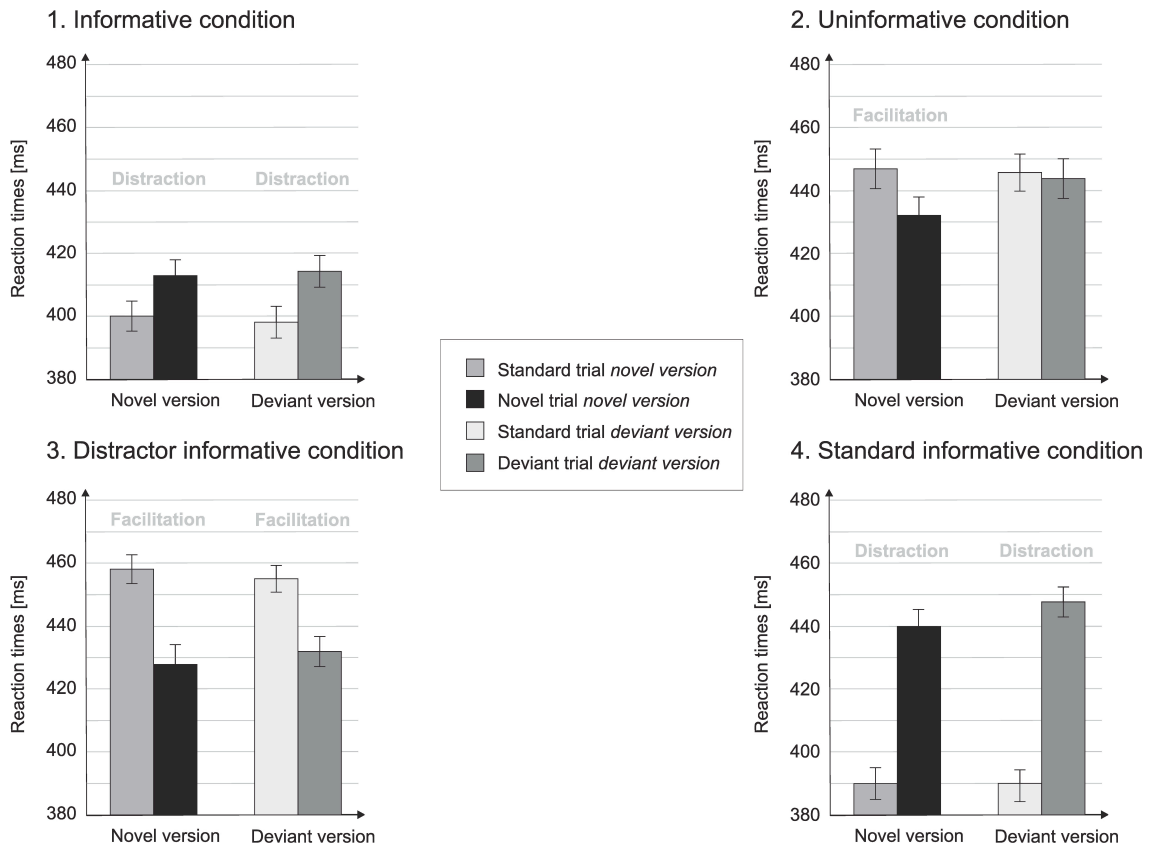 1. Informative condition
480
460
440
420
400
380
Reaction times [ms]
Distraction
Distraction
Novel version
Deviant version
2. Uninformative condition
480
460
440
420
400
380
Reaction times [ms]
Facilitation
Novel version
Deviant version
Standard trial novel version
Novel trial novel version
Standard trial deviant version
Deviant trial deviant version
3. Distractor informative condition
480
460
440
420
400
380
Reaction times [ms]
Facilitation
Facilitation
Novel version
Deviant version
4. Standard informative condition
480
460
440
420
400
380
Reaction times [ms]
Distraction
Distraction
Novel version
Deviant version